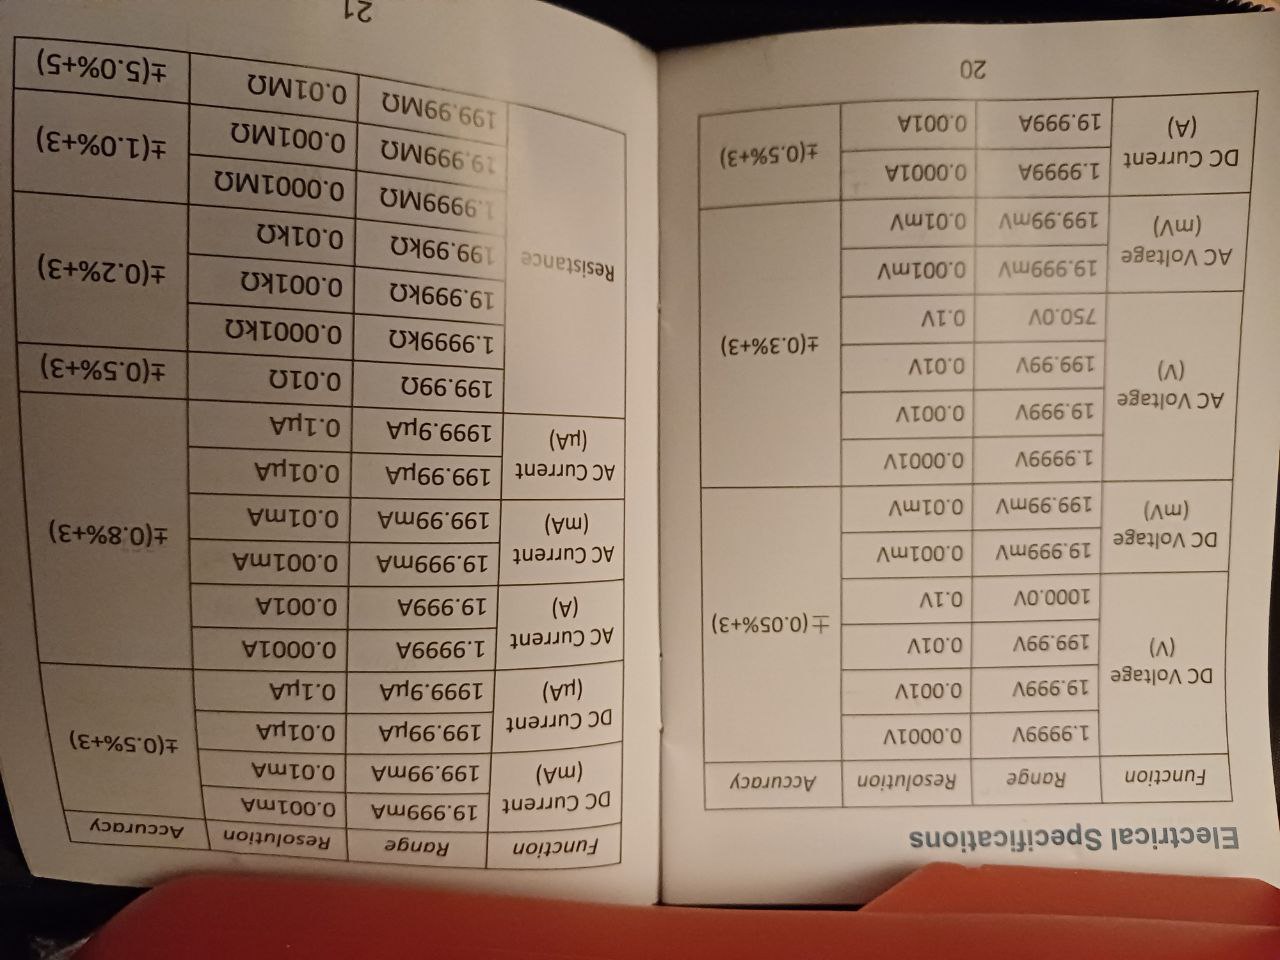 Electrical Specifications
Function Range Resolution Accuracy
DC Voltage (V) 1.9999V 0.0001V ±(0.05%+3)
19.999V 0.001V
199.99V 0.01V
1000.0V 0.1V
DC Voltage (mV) 19.999mV 0.001mV
199.99mV 0.01mV
AC Voltage (V) 1.9999V 0.0001V ±(0.3%+3)
19.999V 0.001V
199.99V 0.01V
750.0V 0.1V
AC Voltage (mV) 19.999mV 0.001mV
199.99mV 0.01mV
DC Current (A) 1.9999A 0.0001A ±(0.5%+3)
19.999A 0.001A
20
Function Range Resolution Accuracy
DC Current (mA) 19.999mA 0.001mA ±(0.5%+3)
199.99mA 0.01mA
DC Current (µA) 199.99µA 0.01µA
1999.9µA 0.1µA
AC Current (A) 1.9999A 0.0001A ±(0.8%+3)
19.999A 0.001A
AC Current (mA) 19.999mA 0.001mA
199.99mA 0.01mA
AC Current (µA) 199.99µA 0.01µA
1999.9µA 0.1µA
Resistance 199.99Ω 0.01Ω ±(0.5%+3)
1.9999kΩ 0.0001kΩ ±(0.2%+3)
19.999kΩ 0.001kΩ
199.99kΩ 0.01kΩ
1.9999MΩ 0.0001MΩ ±(1.0%+3)
19.999MΩ 0.001MΩ
199.99MΩ 0.01MΩ ±(5.0%+5)
21